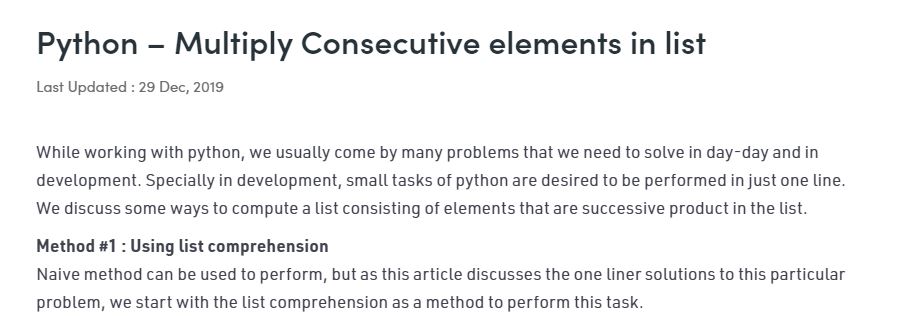 Python – Multiply Consecutive elements in list
Last Updated : 29 Dec, 2019
While working with python, we usually come by many problems that we need to solve in day-day and in
development. Specially in development, small tasks of python are desired to be performed in just one line.
We discuss some ways to compute a list consisting of elements that are successive product in the list.
Method #1 : Using list comprehension
Naive method can be used to perform, but as this article discusses the one liner solutions to this particular
problem, we start with the list comprehension as a method to perform this task.